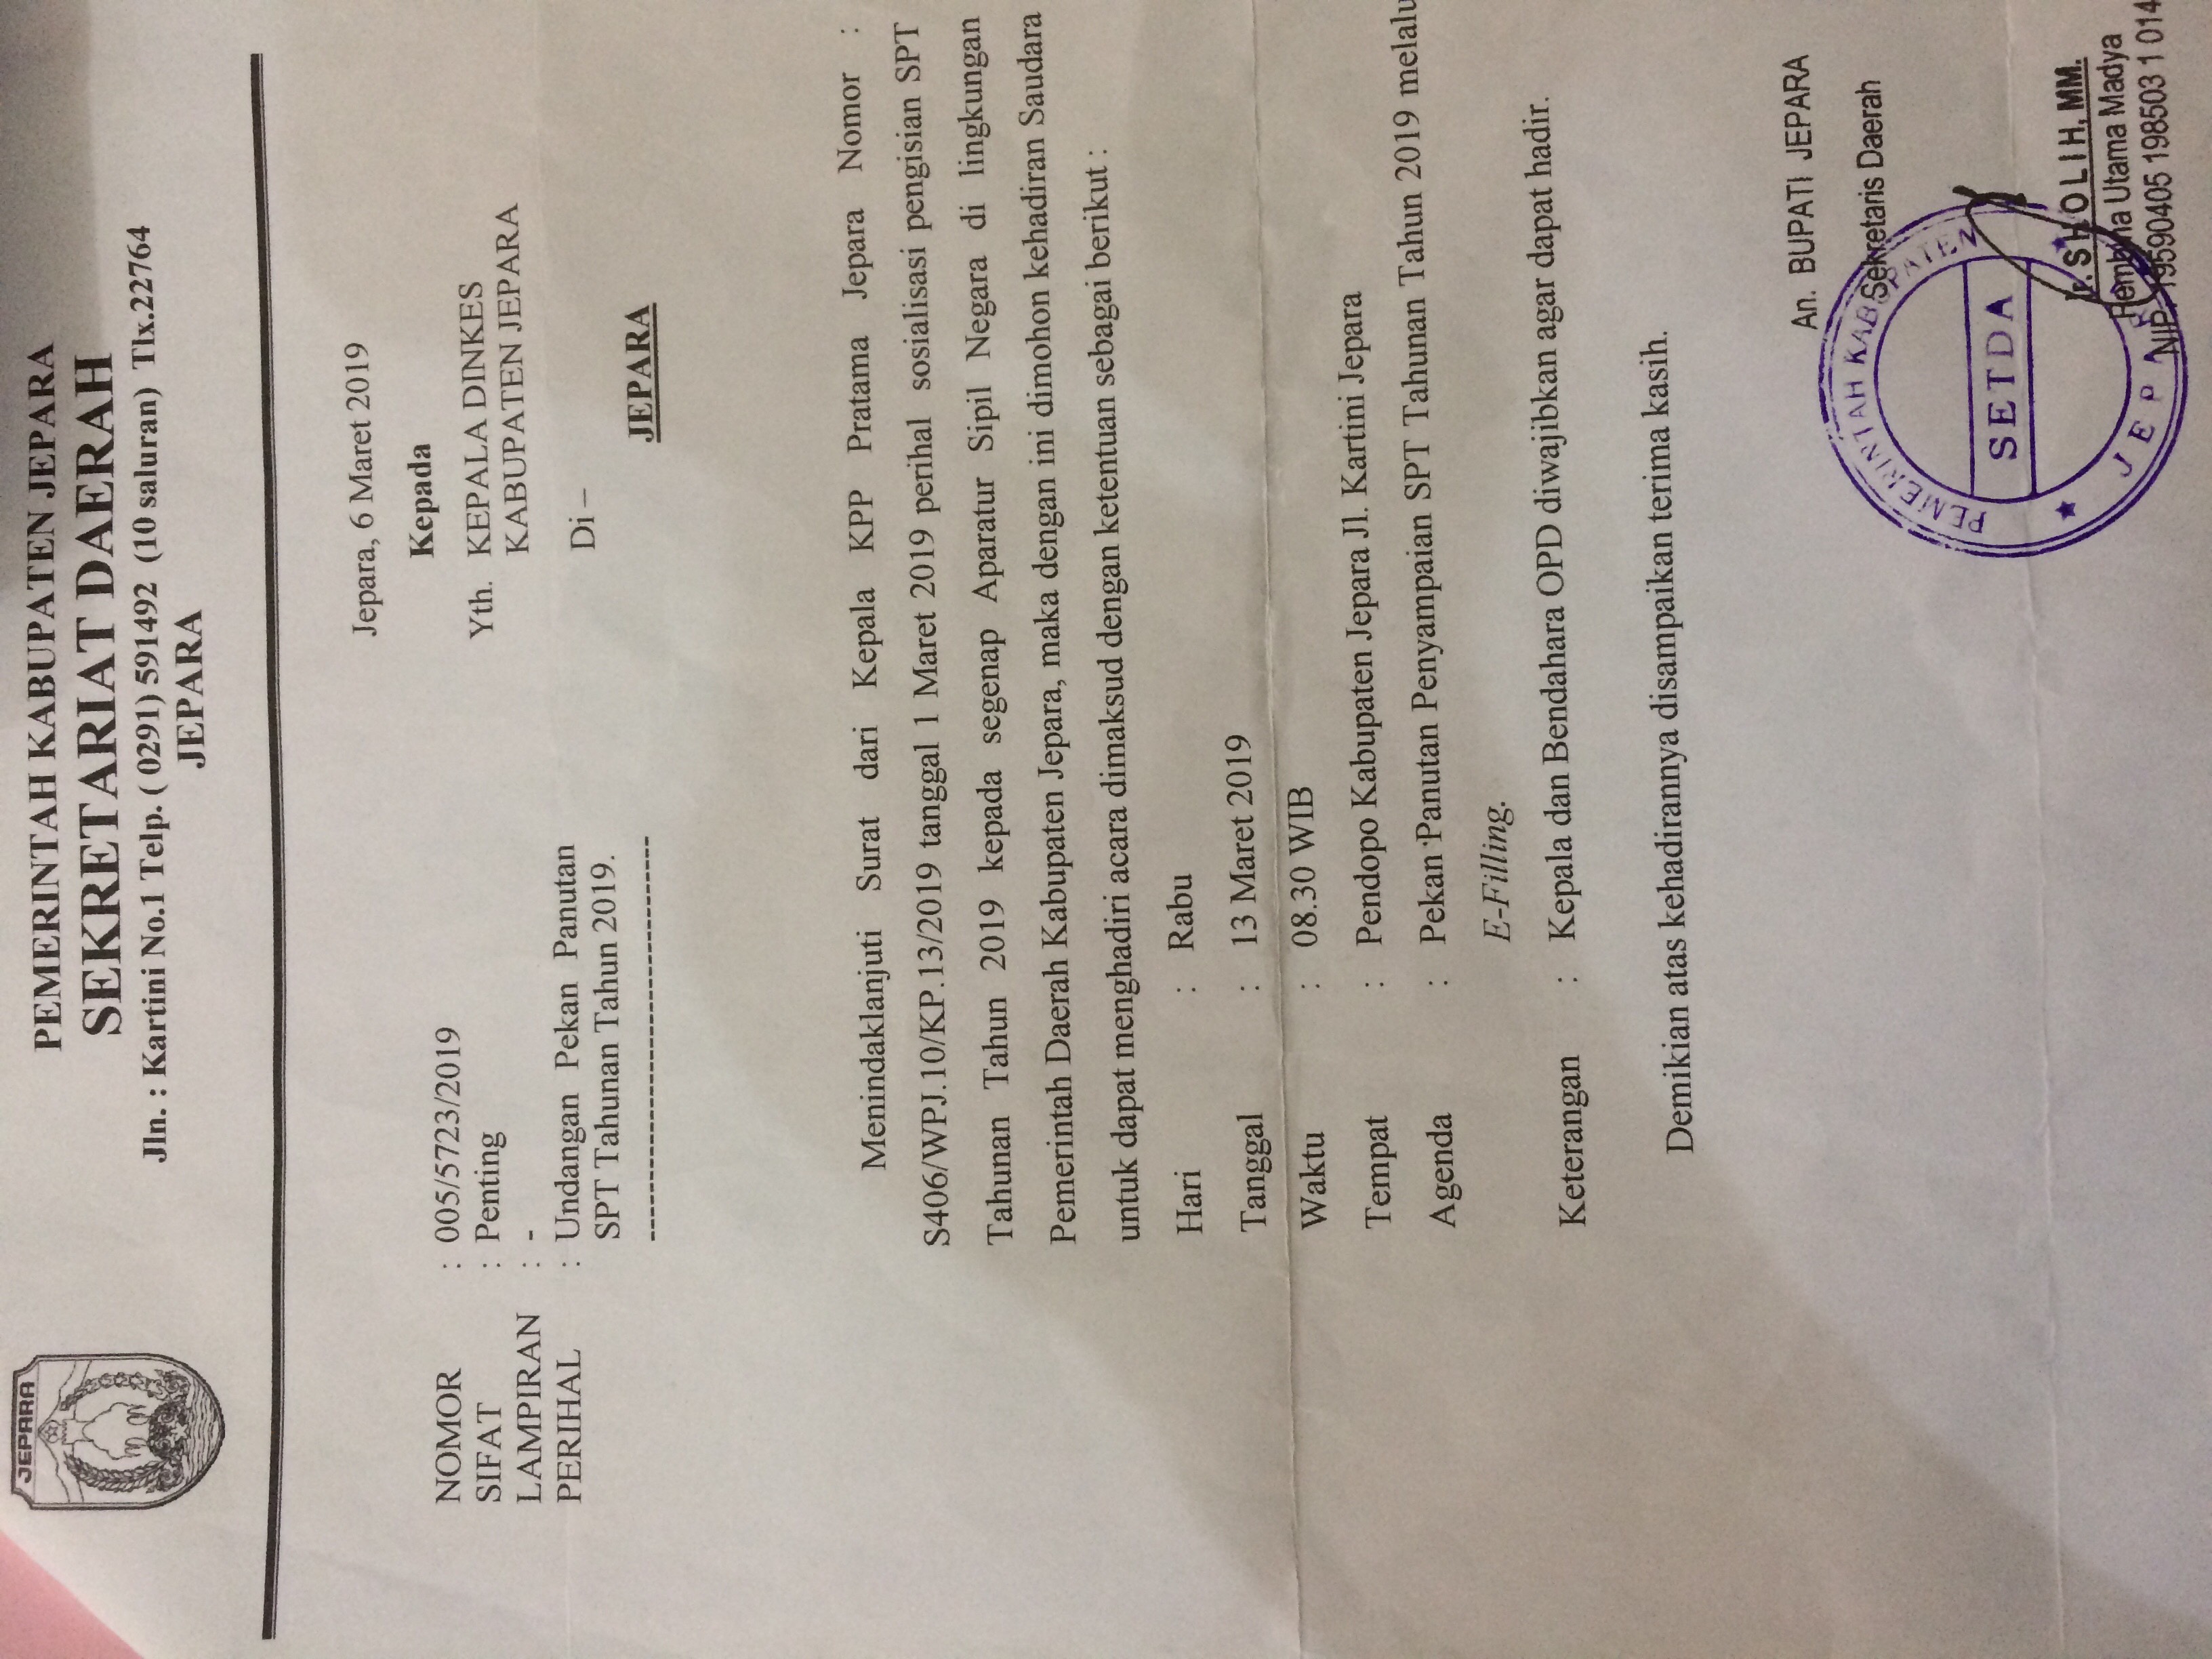 JEPARA
PEMERINTAH KABUPATEN JEPARA
SEKRETARIAT DAERAH
Jln. : Kartini No.1 Telp. ( 0291) 591492 (10 saluran) Tlx.22764
JEPARA
Jepara, 6 Maret 2019
Kepada
Yth. KEPALA DINKES
KABUPATEN JEPARA
Di –
JEPARA
NOMOR : 005/5723/2019
SIFAT : Penting
LAMPIRAN : -
PERIHAL : Undangan Pekan Panutan
SPT Tahunan Tahun 2019.
----------------------------------
Menindaklanjuti Surat dari Kepala KPP Pratama Jepara Nomor :
S406/WPJ.10/KP.13/2019 tanggal 1 Maret 2019 perihal sosialisasi pengisian SPT
Tahunan Tahun 2019 kepada segenap Aparatur Sipil Negara di lingkungan
Pemerintah Daerah Kabupaten Jepara, maka dengan ini dimohon kehadiran Saudara
untuk dapat menghadiri acara dimaksud dengan ketentuan sebagai berikut :
Hari : Rabu
Tanggal : 13 Maret 2019
Waktu : 08.30 WIB
Tempat : Pendopo Kabupaten Jepara Jl. Kartini Jepara
Agenda : Pekan Panutan Penyampaian SPT Tahunan Tahun 2019 melalu
E-Filling.
Keterangan : Kepala dan Bendahara OPD diwajibkan agar dapat hadir.
Demikian atas kehadirannya disampaikan terima kasih.
An. BUPATI JEPARA
Sekretaris Daerah
PEMERINTAH KABUPATEN
SETDA
JEPARA
Ir. SHOLIH, MM.
Pembina Utama Madya
NIP. 19590405 198503 1 014